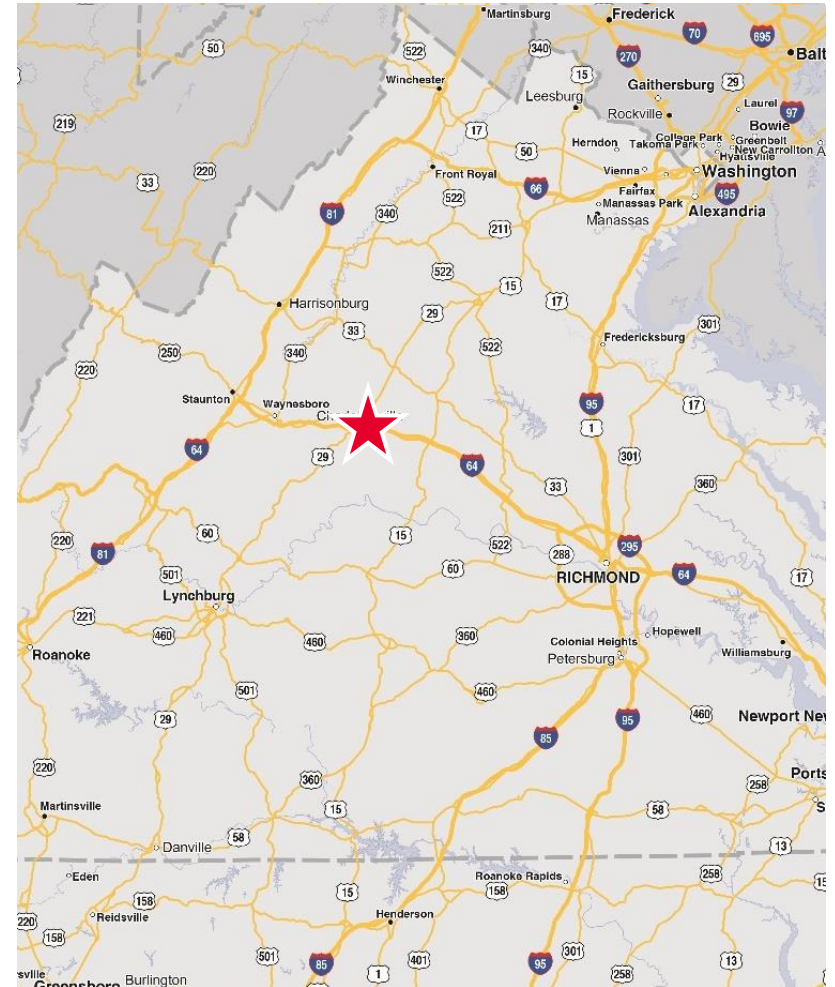 Martinsburg
Frederick
50
522
340
70
695
270
Balt
Winchester
15
Gaithersburg
29
Leesburg
Laurel
Rockville
97
219
17
Bowie
College Park
Greenbelt
Herndon
Takoma Park
New Carrollton
Hyattsville
50
220
33
Front Royal
Vienna
Washington
66
Fairfax
495
522
Manassas Park
81
340
Manassas
Alexandria
211
522
15
17
Harrisonburg
29
301
33
Fredericksburg
250
340
522
220
Staunton
Waynesboro
95
17
1
64
29
64
301
33
360
60
15
220
81
522
288
295
501
60
RICHMOND
64
17
Lynchburg
221
460
460
360
Colonial Heights
Hopewell
Roanoke
Petersburg
Williamsburg
501
460
29
95
460
Newport Nev
85
220
360
258
Ports
Martinsville
15
58
58
Danville
13
Eden
Roanoke Rapids
258
158
15
158
220
Reidsville
Henderson
158
501
85
1
401
95
301
258
13
Greensboro
Burlington